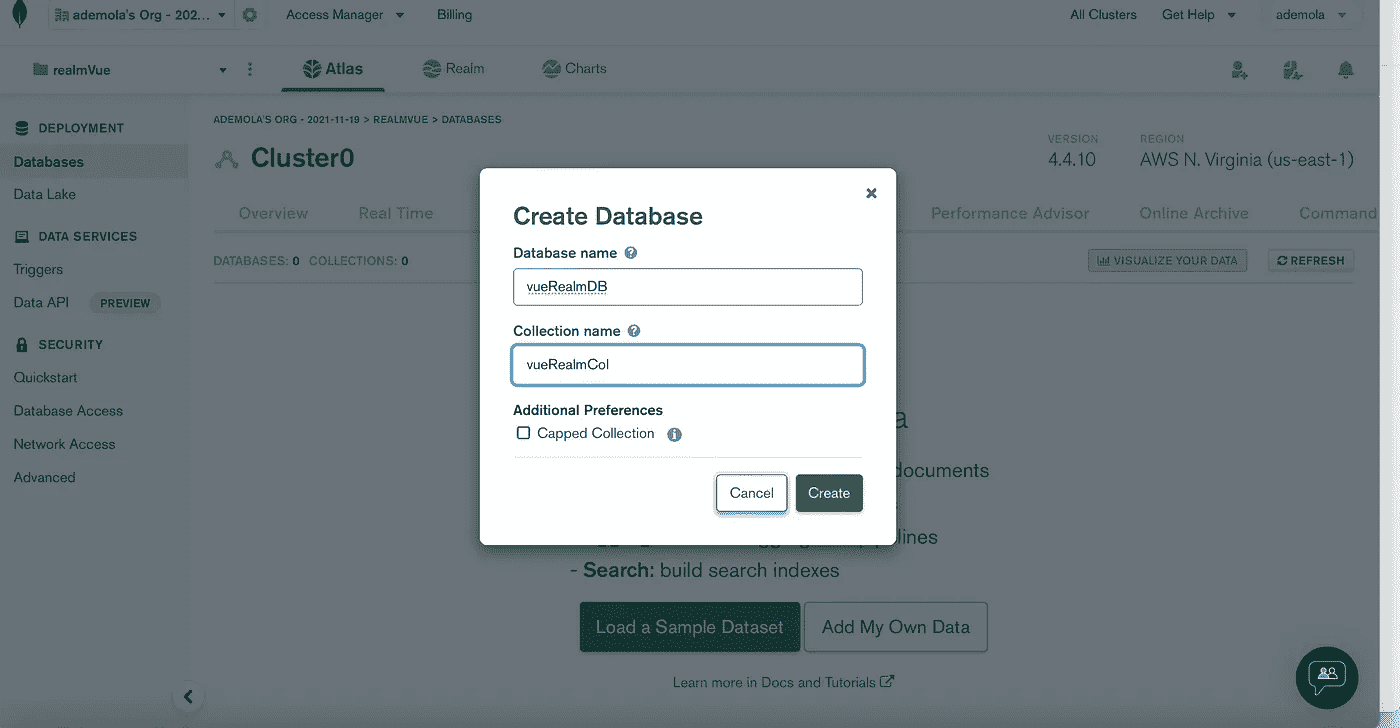 ademola's Org - 202... Access Manager Billing All Clusters Get Help ademola
realmVue Atlas Realm Charts
DEPLOYMENT
Databases
Data Lake
DATA SERVICES
Triggers
Data API PREVIEW
SECURITY
Quickstart
Database Access
Network Access
Advanced
ADEMOLA'S ORG - 2021-11-19 > REALMVUE > DATABASES
Cluster0
VERSION
4.4.10
REGION
AWS N. Virginia (us-east-1)
Overview Real Time Performance Advisor Online Archive Command
DATABASES: 0 COLLECTIONS: 0 VISUALIZE YOUR DATA REFRESH
Create Database
Database name
vueRealmDB
Collection name
vueRealmCol
Additional Preferences
Capped Collection
Cancel Create
documents
- Search: build search indexes
Load a Sample Dataset Add My Own Data
Learn more in Docs and Tutorials